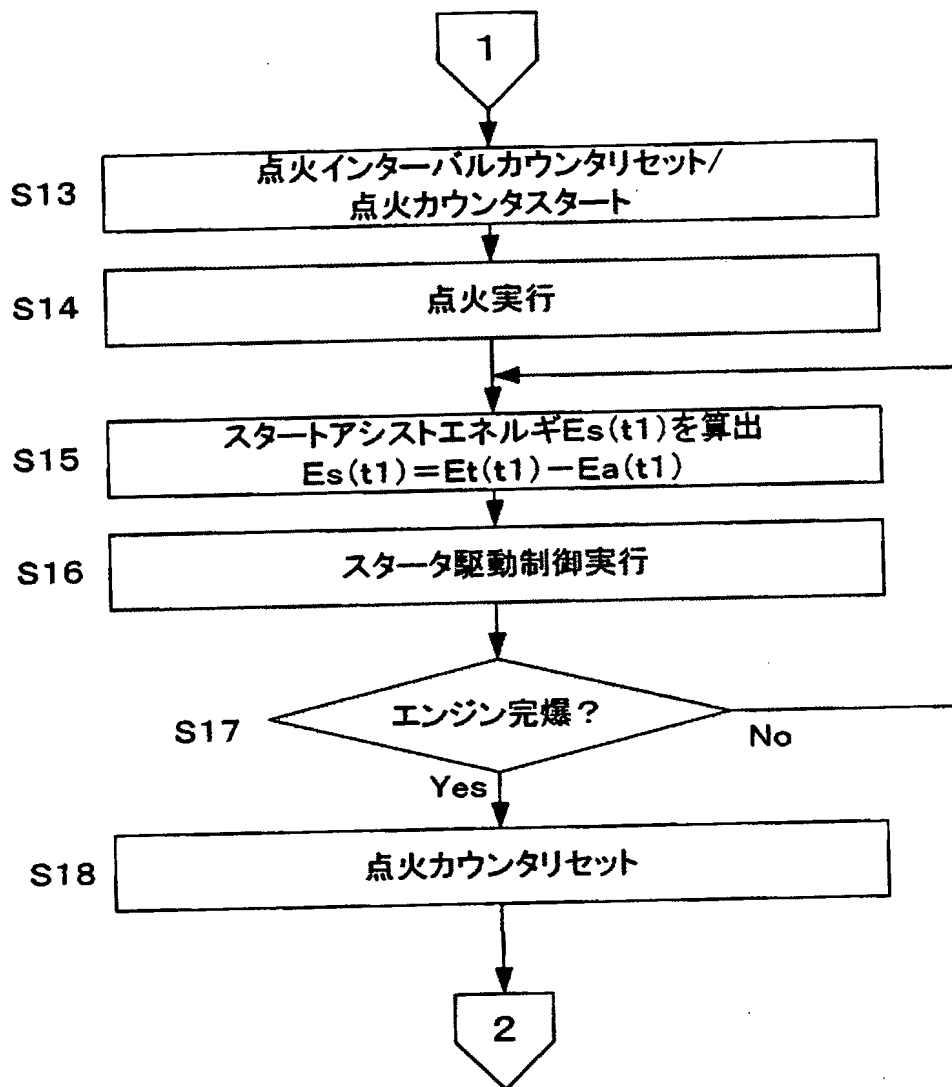 1
S13
点火インターバルカウンタリセット/
点火カウンタスタート
S14
点火実行
S15
スタートアシストエネルギEs(t1)を算出
Es(t1)=Et(t1)-Ea(t1)
S16
スタータ駆動制御実行
S17
エンジン完爆?
No
Yes
S18
点火カウンタリセット
2